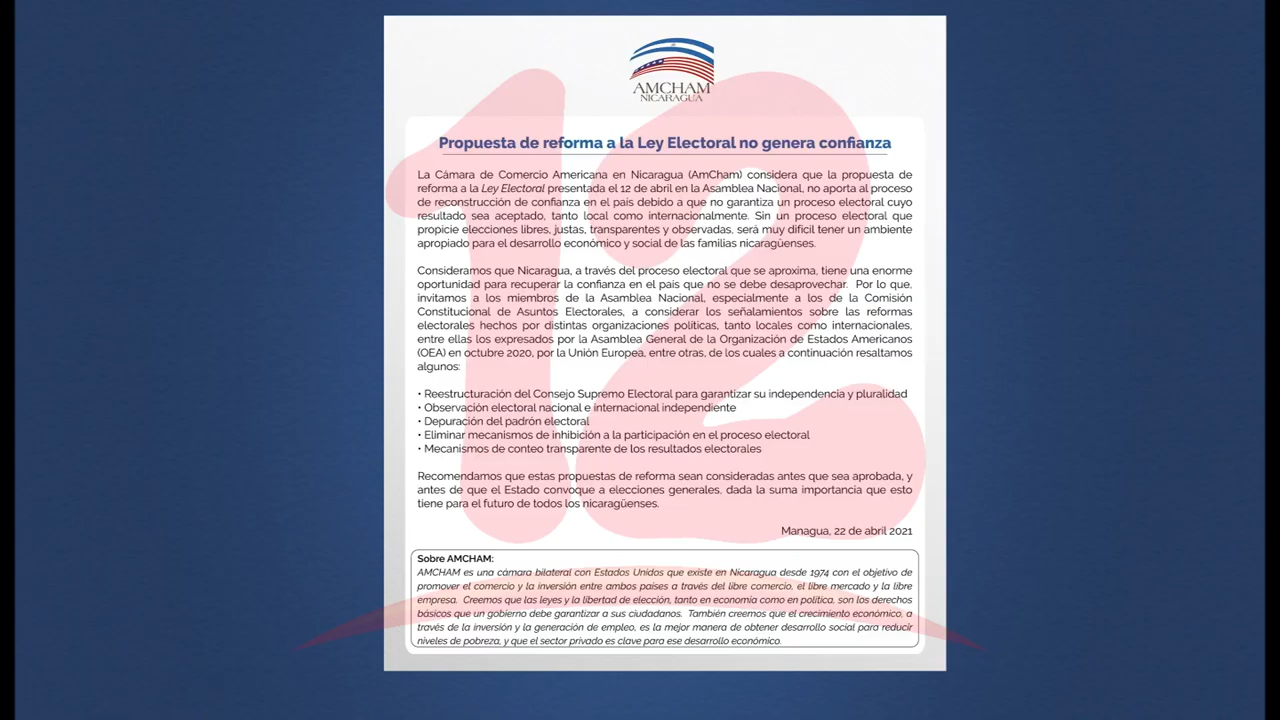 AMCHAM
NICARAGUA
Propuesta de reforma a la Ley Electoral no genera confianza
La Cámara de Comercio Americana en Nicaragua (AmCham) considera que la propuesta de
reforma a la Ley Electoral presentada el 12 de abril en la Asamblea Nacional, no aporta al proceso
de reconstrucción de confianza en el país debido a que no garantiza un proceso electoral cuyo
resultado sea aceptado, tanto local como internacionalmente. Sin un proceso electoral que
propicie elecciones libres, justas, transparentes y observadas, será muy difícil tener un ambiente
apropiado para el desarrollo económico y social de las familias nicaragüenses.
Consideramos que Nicaragua, a través del proceso electoral que se aproxima, tiene una enorme
oportunidad para recuperar la confianza en el país que no se debe desaprovechar. Por lo que,
invitamos a los miembros de la Asamblea Nacional, especialmente a los de la Comisión
Constitucional de Asuntos Electorales, a considerar los señalamientos sobre las reformas
electorales hechos por distintas organizaciones políticas, tanto locales como internacionales,
entre ellas los expresados por la Asamblea General de la Organización de Estados Americanos
(OEA) en octubre 2020, por la Unión Europea, entre otras, de los cuales a continuación resaltamos
algunos:
• Reestructuración del Consejo Supremo Electoral para garantizar su independencia y pluralidad
• Observación electoral nacional e internacional independiente
• Depuración del padrón electoral
• Eliminar mecanismos de inhibición a la participación en el proceso electoral
• Mecanismos de conteo transparente de los resultados electorales
Recomendamos que estas propuestas de reforma sean consideradas antes que sea aprobada, y
antes de que el Estado convoque a elecciones generales, dada la suma importancia que esto
tiene para el futuro de todos los nicaragüenses.
Managua, 22 de abril 2021
Sobre AMCHAM:
AMCHAM es una cámara bilateral con Estados Unidos que existe en Nicaragua desde 1974 con el objetivo de
promover el comercio y la inversión entre ambos países a través del libre comercio, el libre mercado y la libre
empresa. Creemos que las leyes y la libertad de elección, tanto en economía como en política, son los derechos
básicos que un gobierno debe garantizar a sus ciudadanos. También creemos que el crecimiento económico, a
través de la inversión y la generación de empleo, es la mejor manera de obtener desarrollo social para reducir
niveles de pobreza, y que el sector privado es clave para ese desarrollo económico.
12